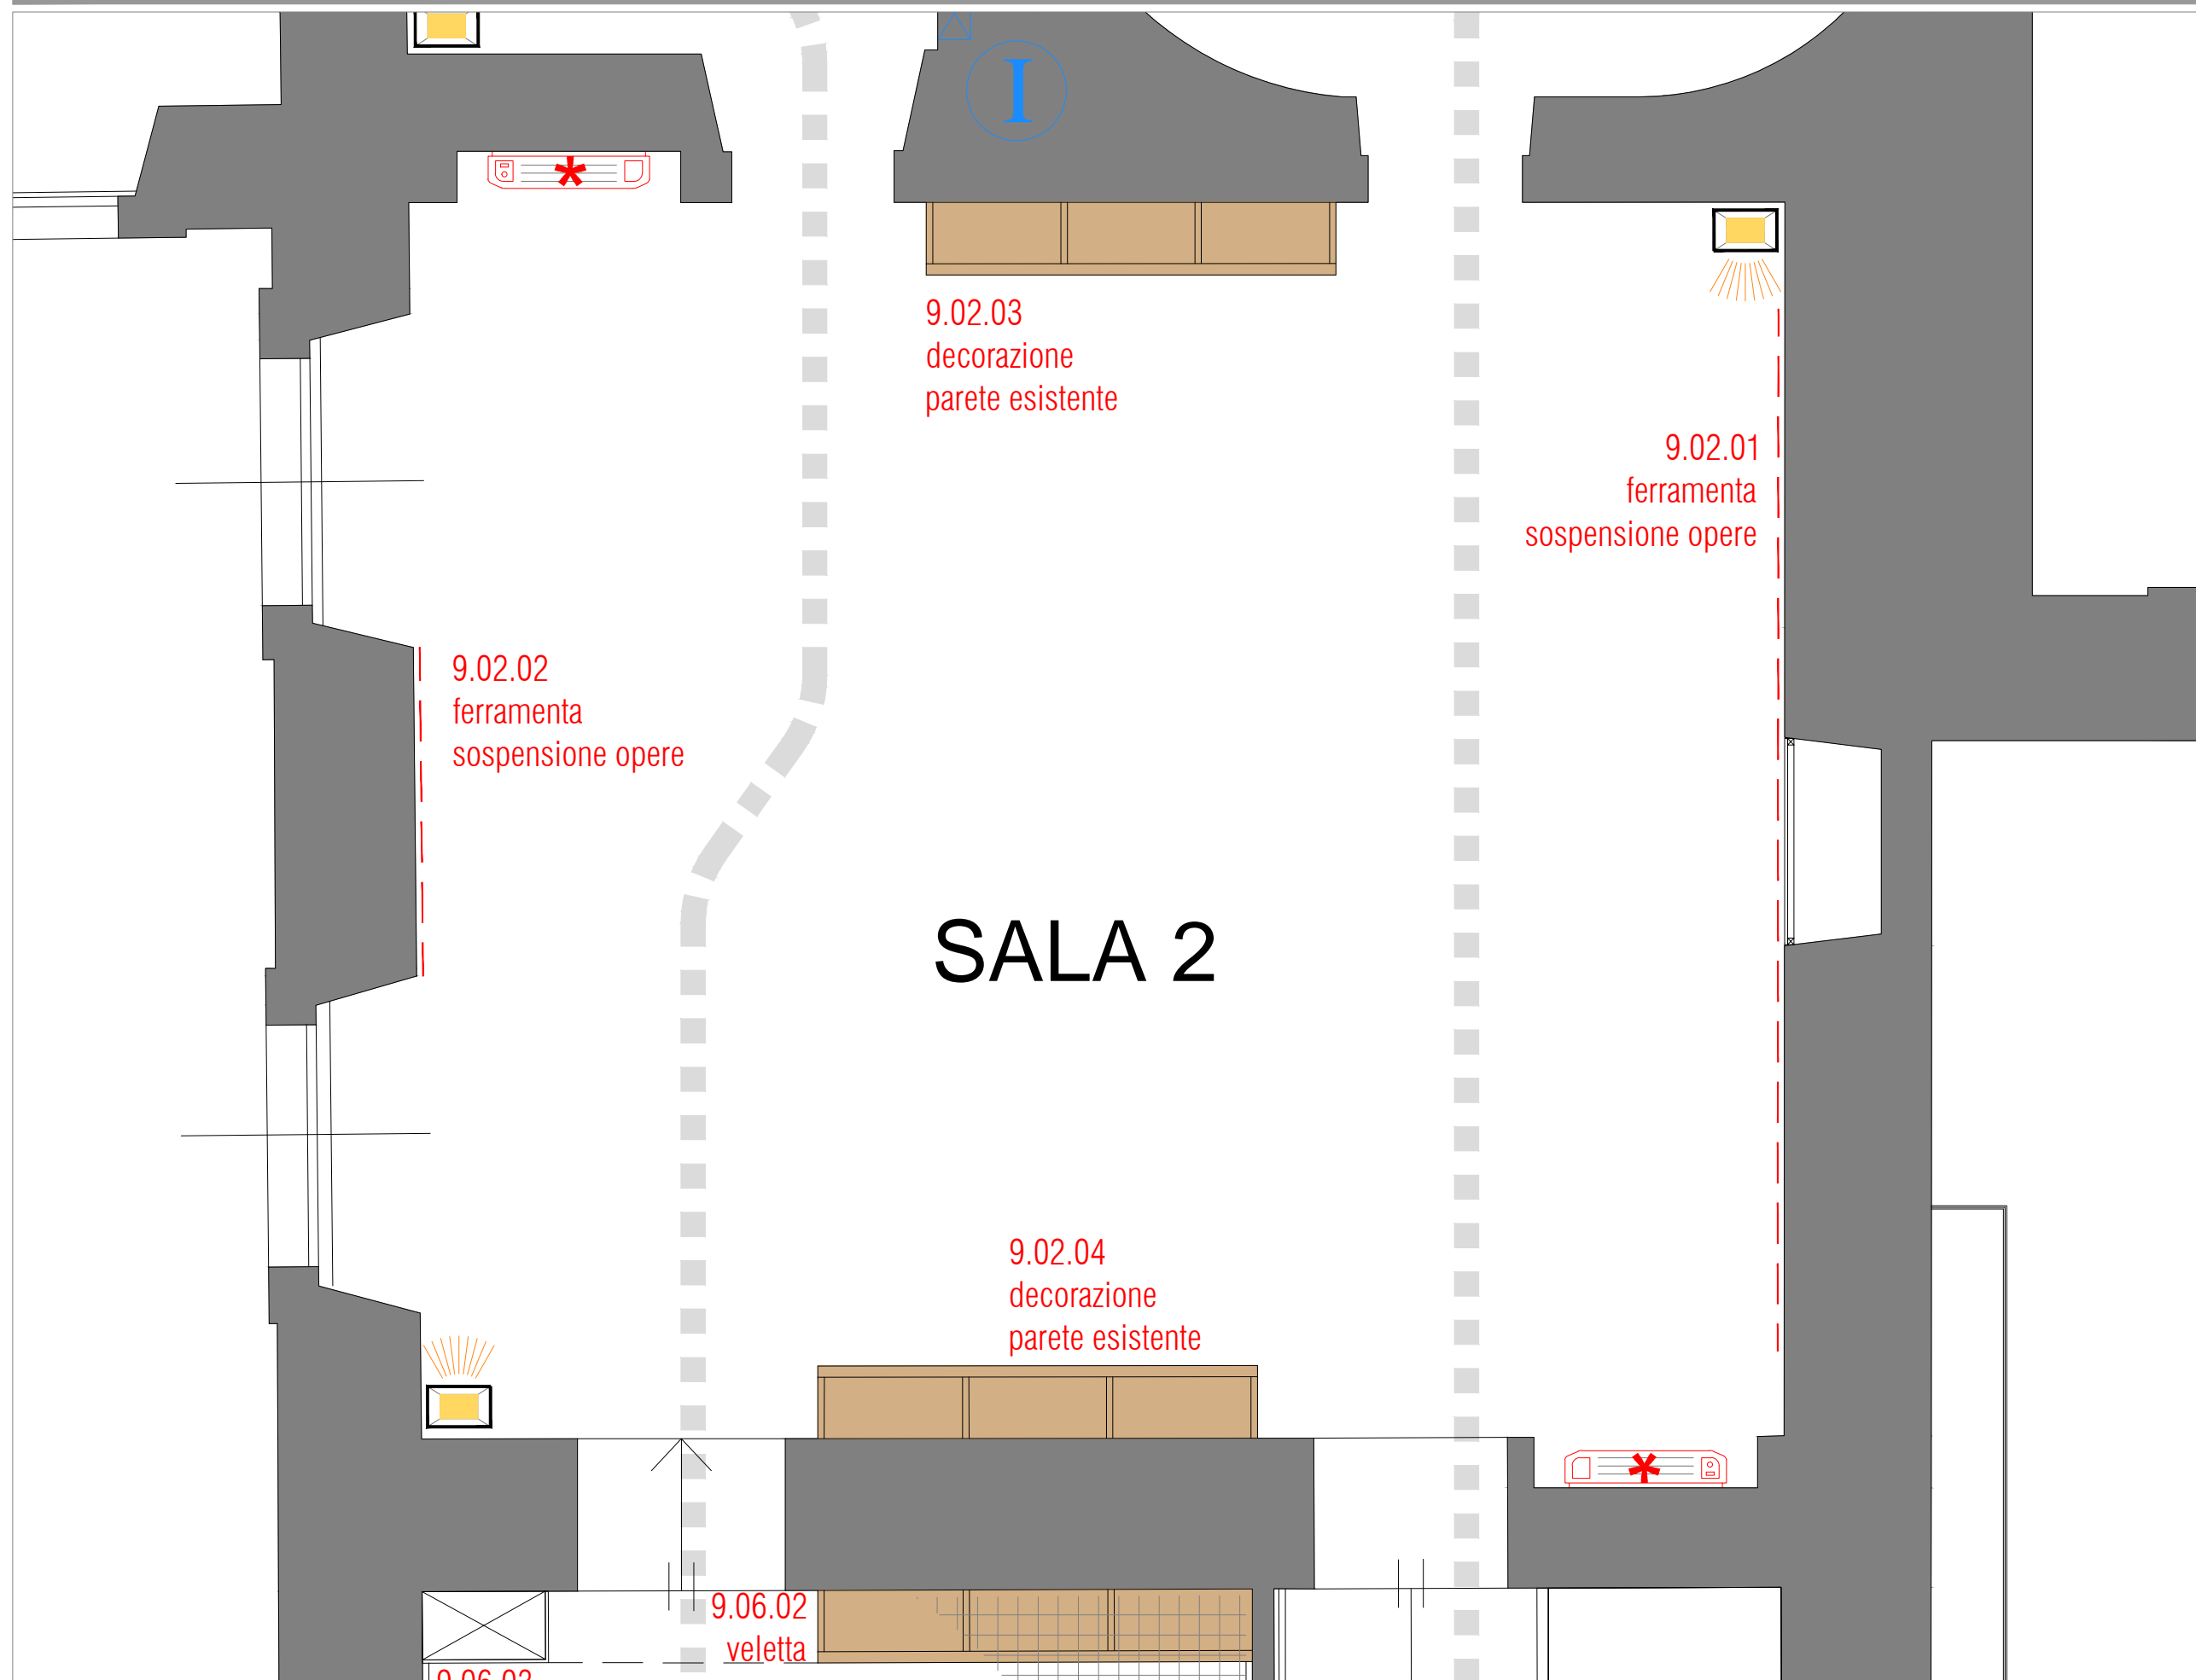 I
9.02.03
decorazione
parete esistente
9.02.01
ferramenta
sospensione opere
9.02.02
ferramenta
sospensione opere
SALA 2
9.02.04
decorazione
parete esistente
9.06.02
veletta